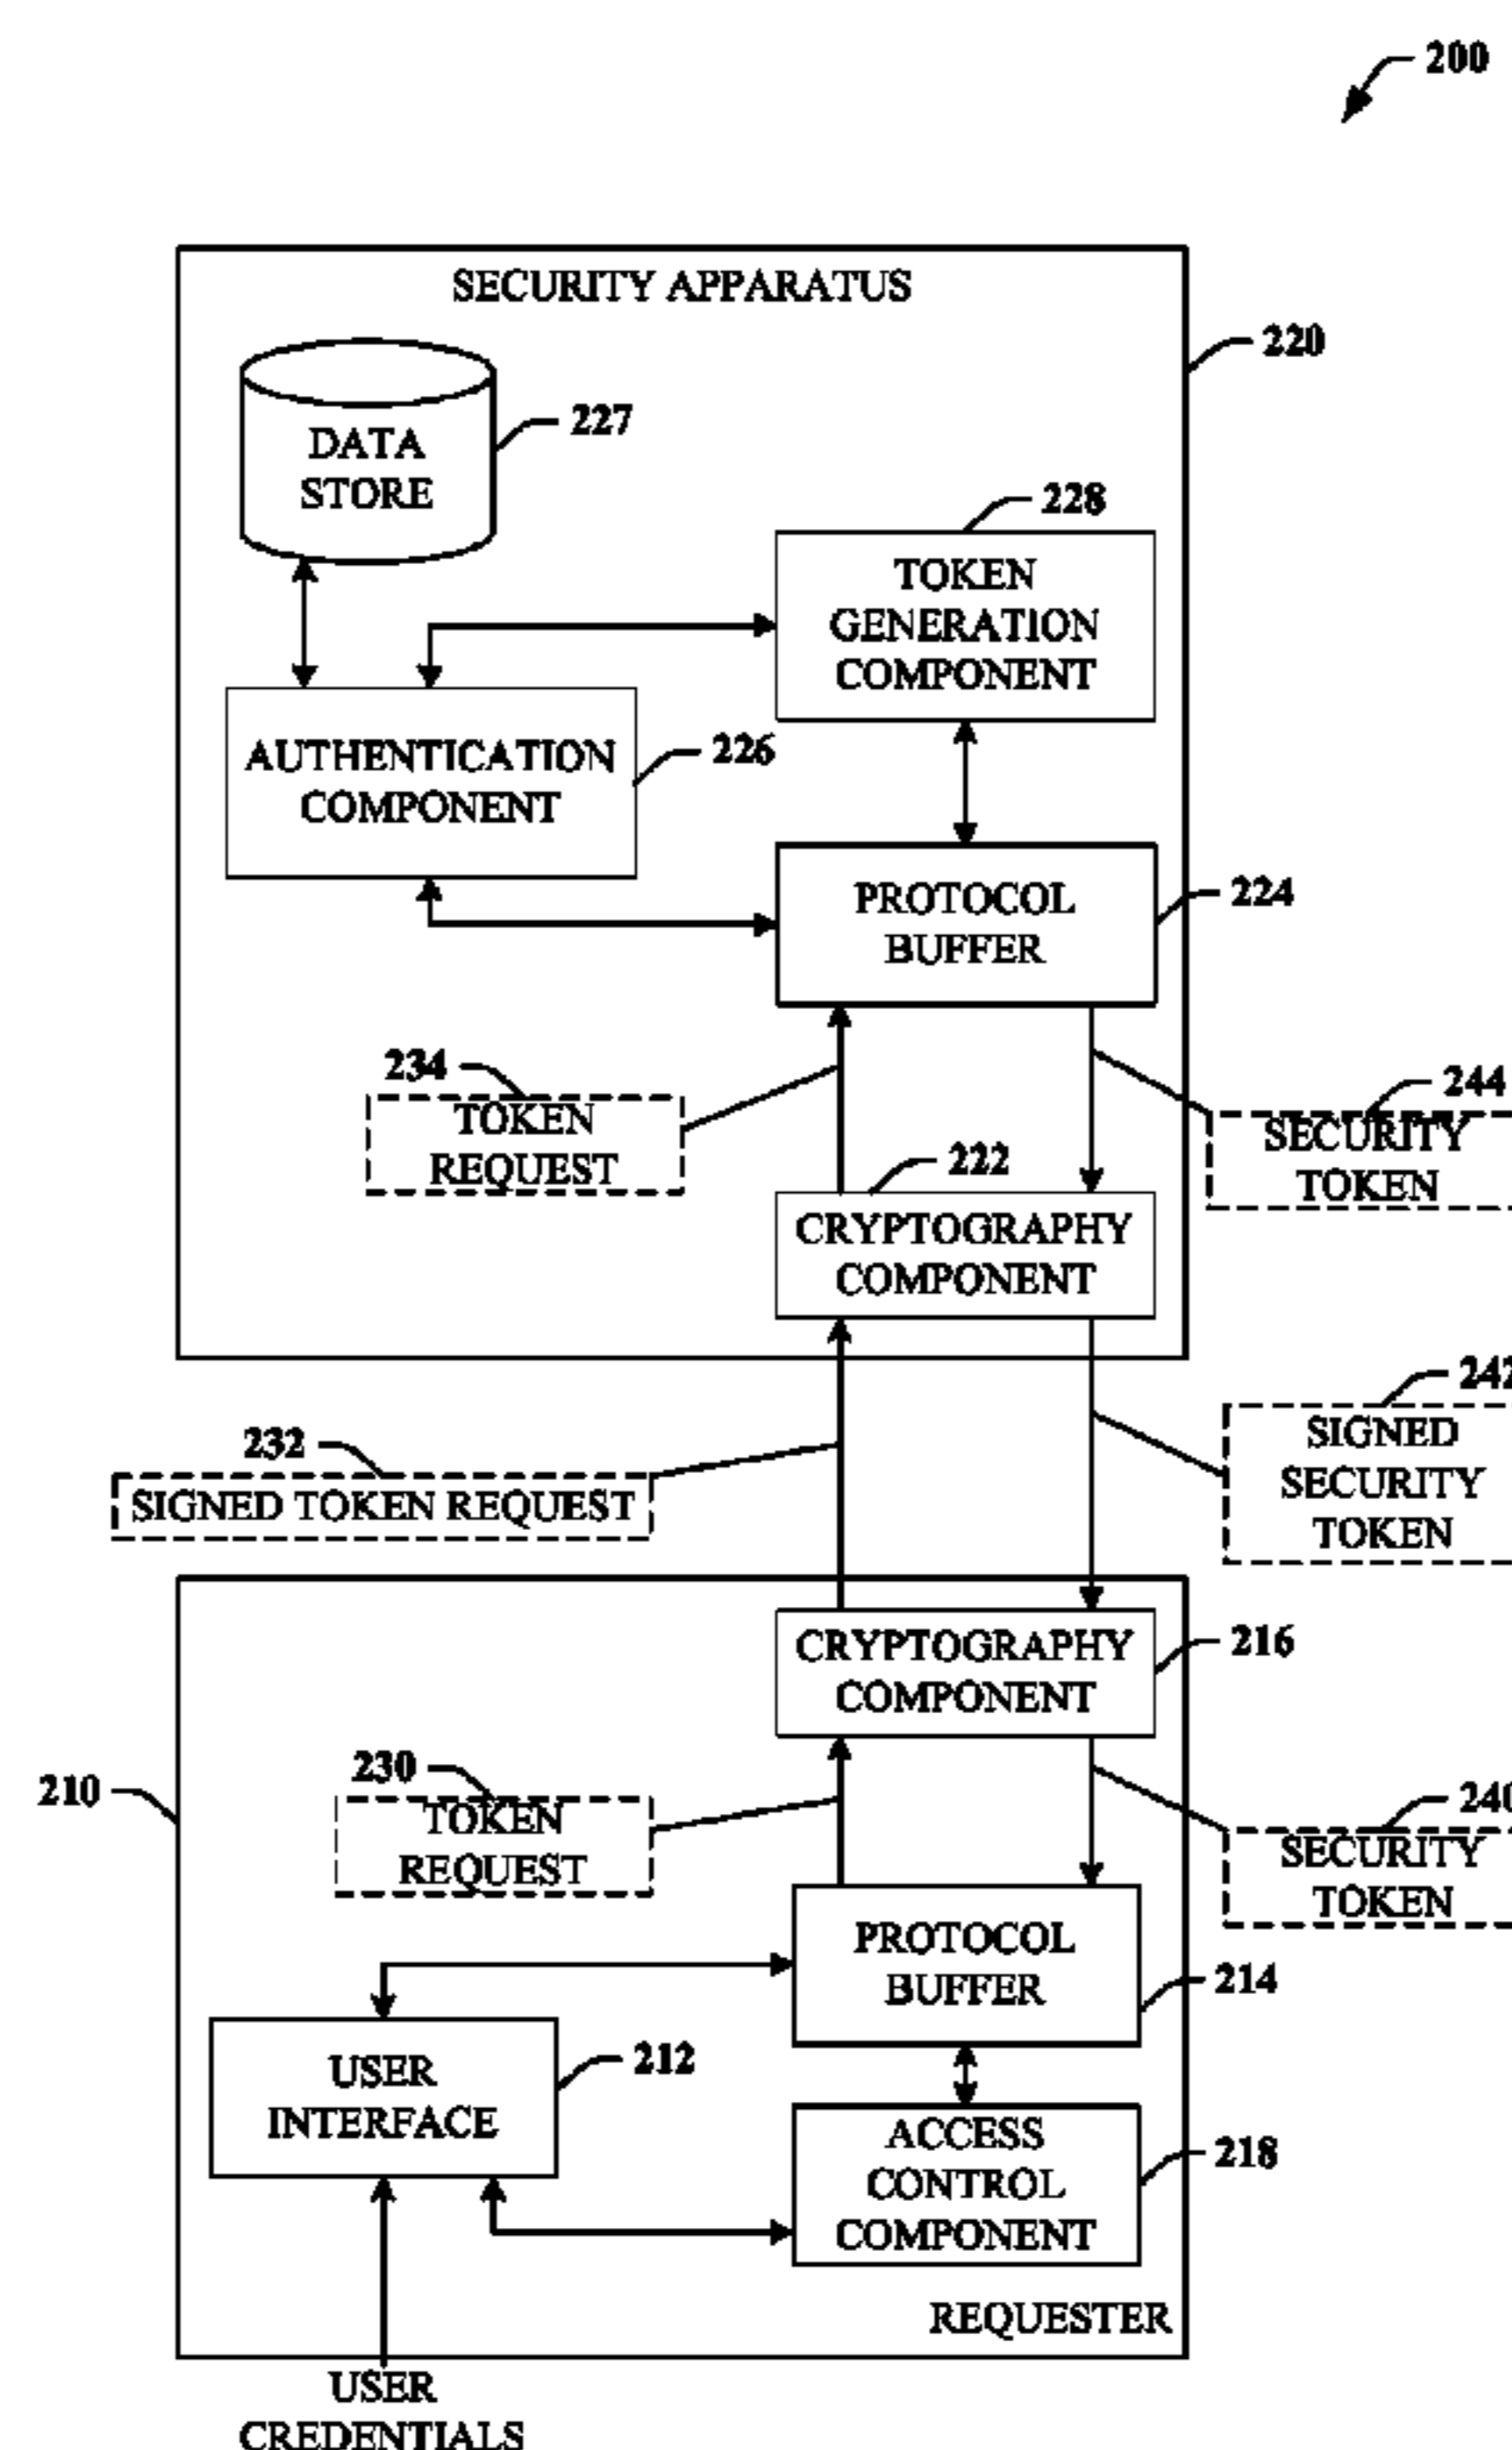 200
SECURITY APPARATUS
220
DATA
STORE
227
228
TOKEN
GENERATION
COMPONENT
AUTHENTICATION
COMPONENT
226
PROTOCOL
BUFFER
224
234
TOKEN
REQUEST
244
SECURITY
TOKEN
222
CRYPTOGRAPHY
COMPONENT
242
SIGNED
SECURITY
TOKEN
232
SIGNED TOKEN REQUEST
CRYPTOGRAPHY
COMPONENT
216
210
230
TOKEN
REQUEST
240
SECURITY
TOKEN
PROTOCOL
BUFFER
214
USER
INTERFACE
212
ACCESS
CONTROL
COMPONENT
218
REQUESTER
USER
CREDENTIALS